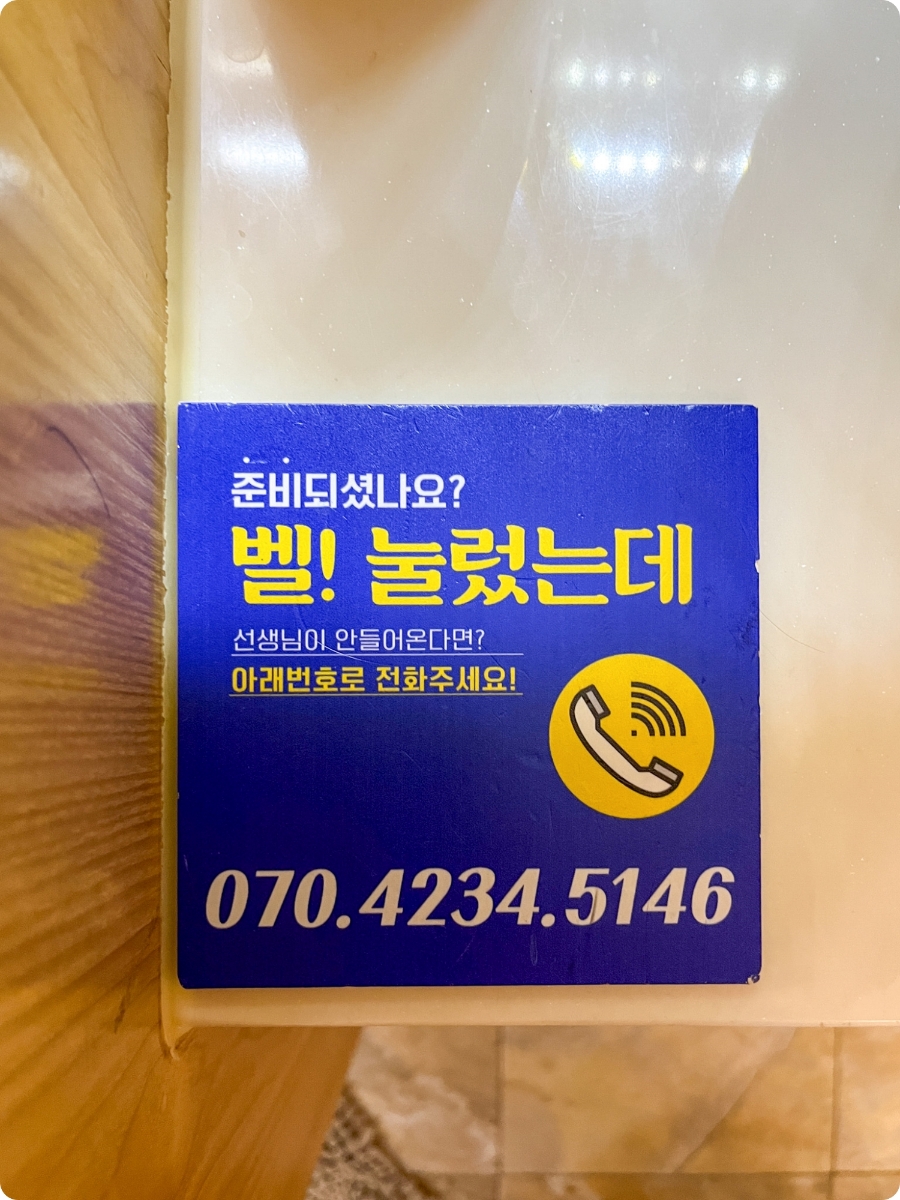 준비되셨나요?
벨! 눌렀는데
선생님이 안들어온다면?
아래번호로 전화주세요!
070.4234.5146